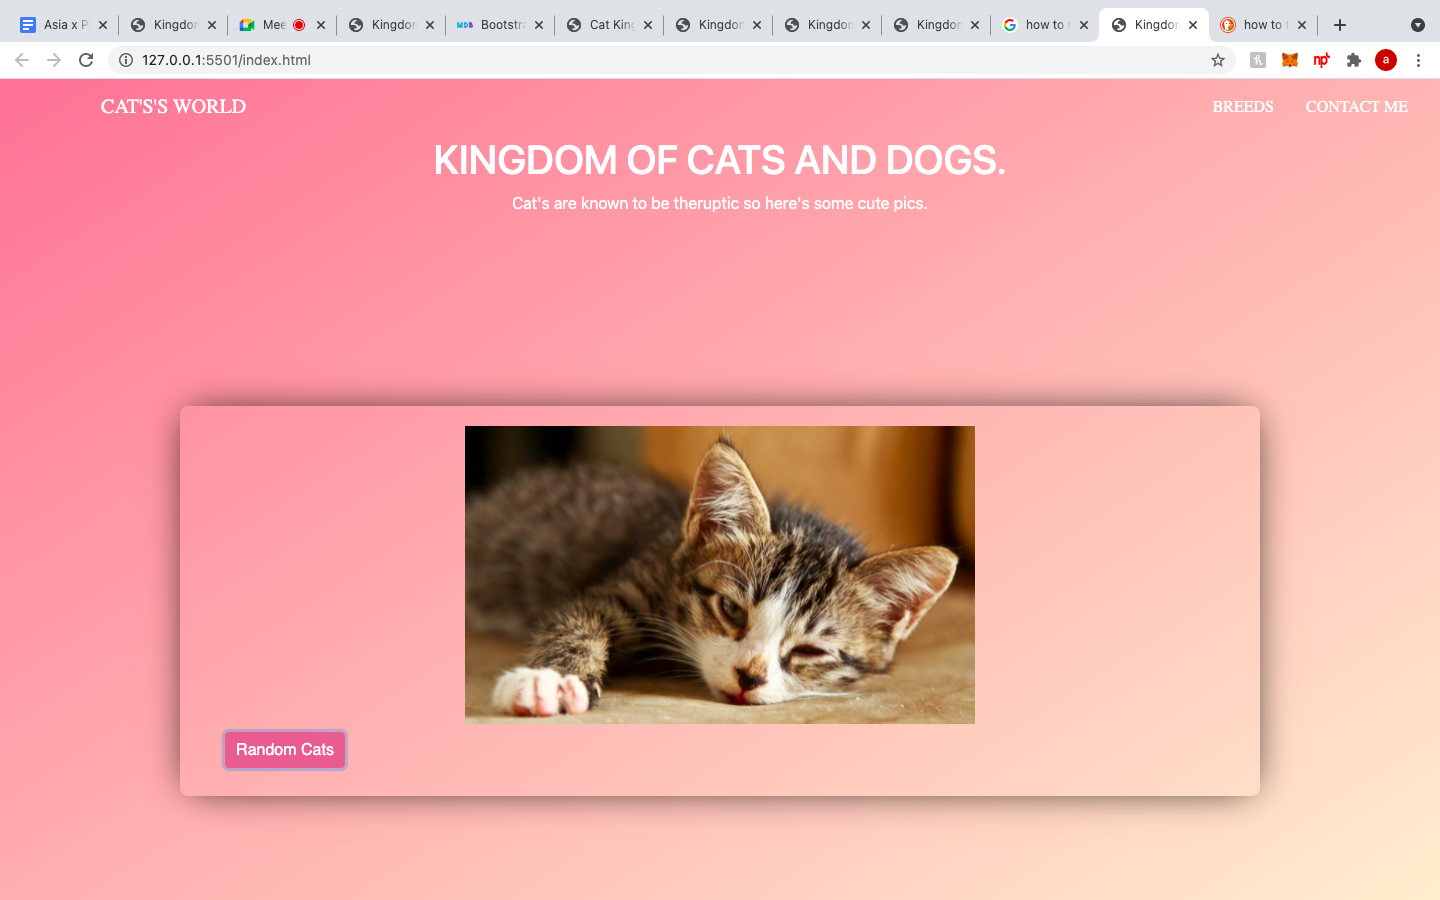 Asia x P
Kingdon
Mee
Kingdon
Bootstra
Cat King
Kingdon
Kingdon
Kingdon
how to r
Kingdon
how to t
127.0.0.1:5501/index.html
a
CAT'S'S WORLD
BREEDS
CONTACT ME
KINGDOM OF CATS AND DOGS.
Cat's are known to be theruptic so here's some cute pics.
Random Cats